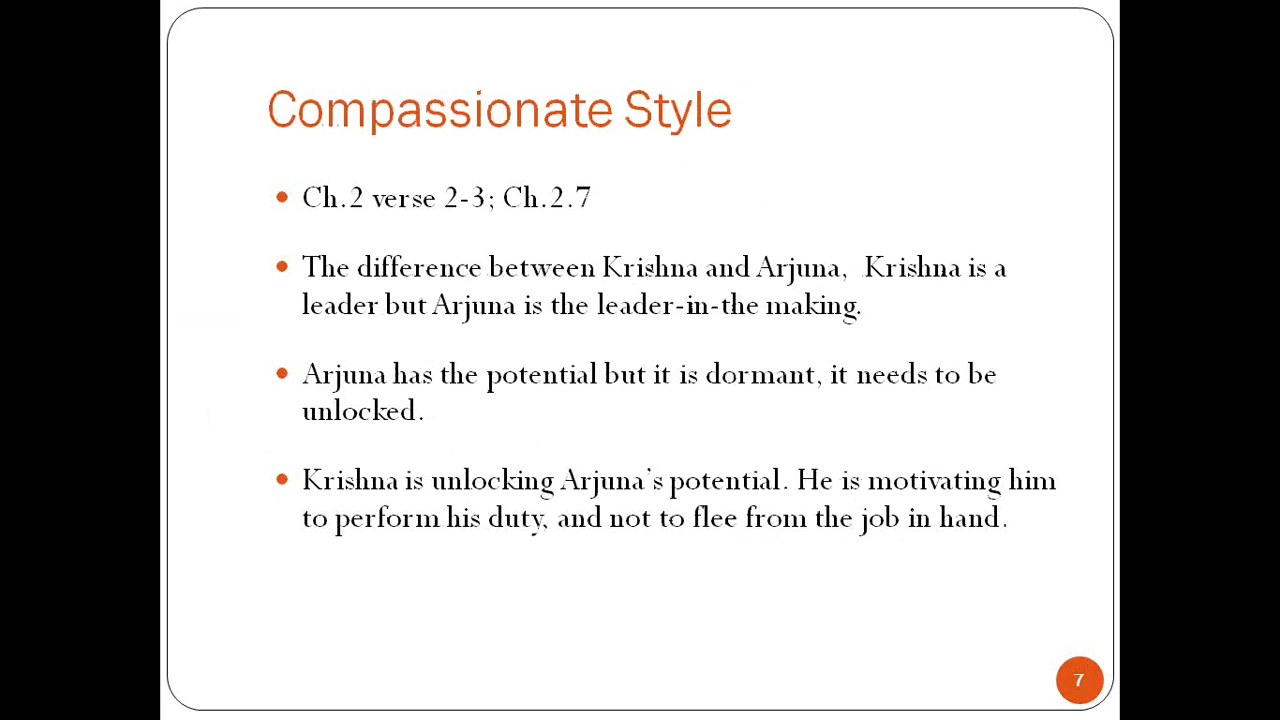 Compassionate Style
• Ch.2 verse 2-3; Ch.2.7
• The difference between Krishna and Arjuna, Krishna is a
leader but Arjuna is the leader-in-the making.
• Arjuna has the potential but it is dormant, it needs to be
unlocked.
• Krishna is unlocking Arjuna's potential. He is motivating him
to perform his duty, and not to flee from the job in hand.
7